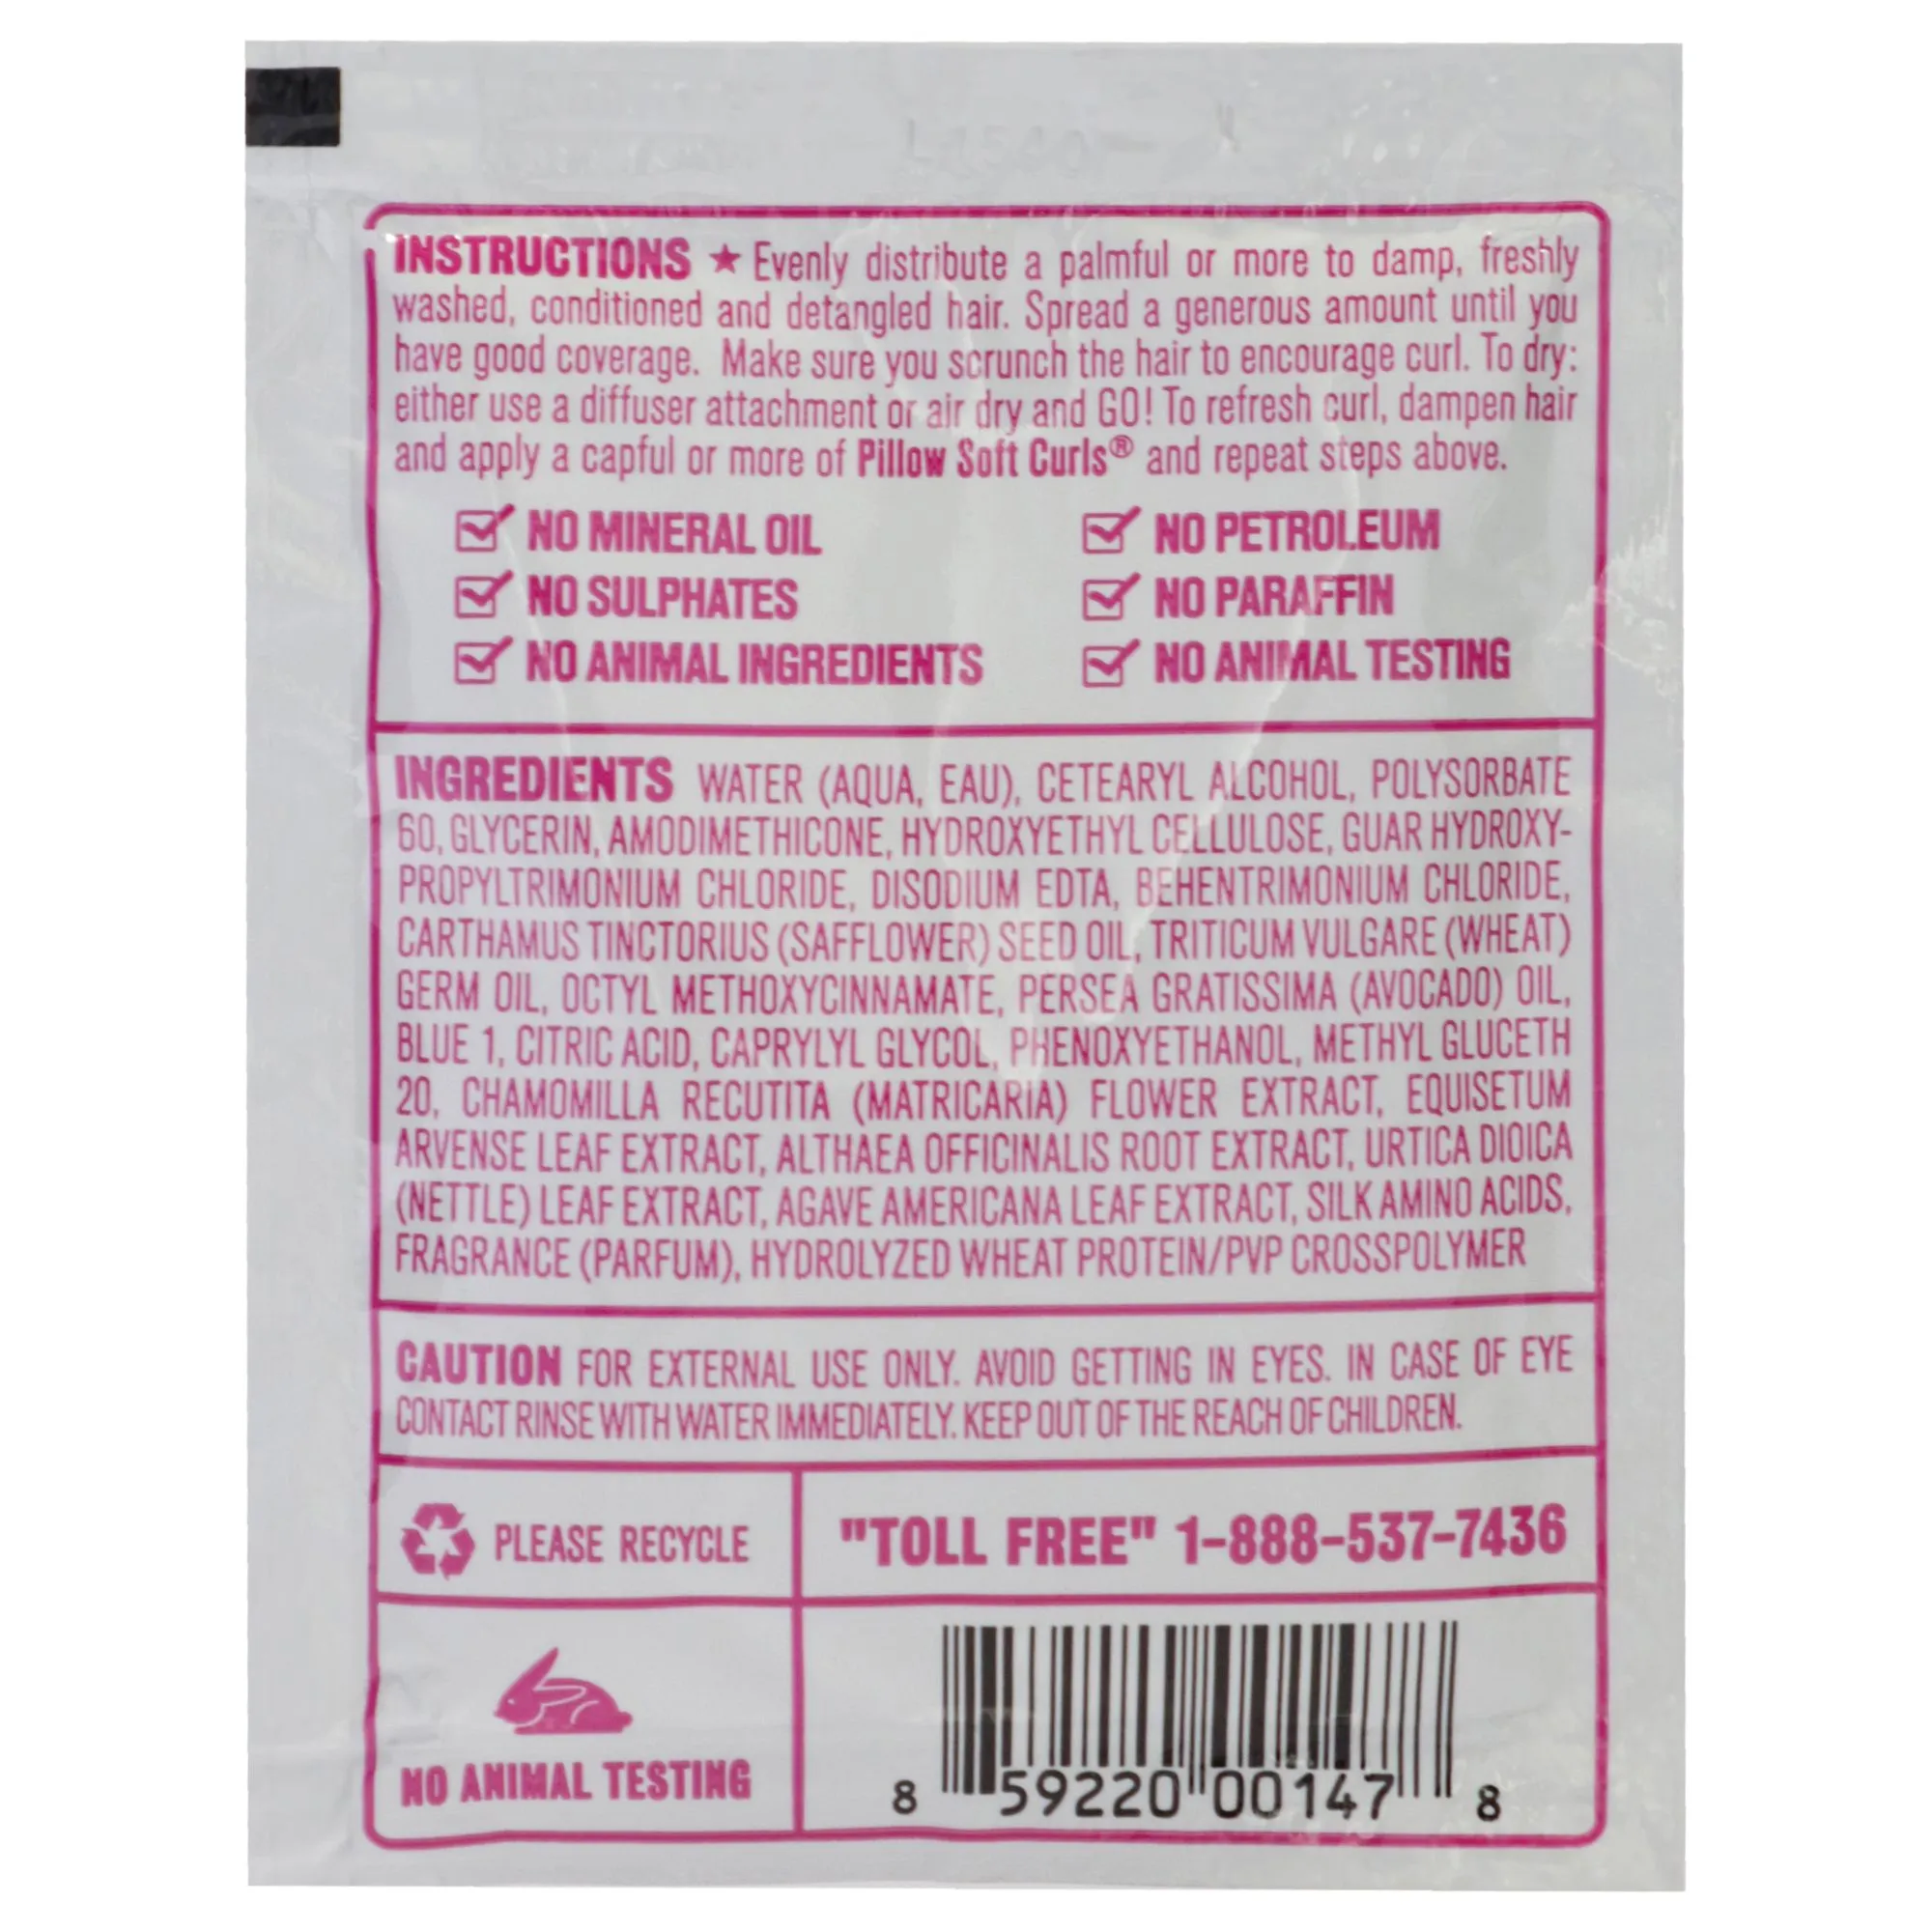 INSTRUCTIONS ★ Evenly distribute a palmful or more to damp, freshly
washed, conditioned and detangled hair. Spread a generous amount until you
have good coverage. Make sure you scrunch the hair to encourage curl. To dry:
either use a diffuser attachment or air dry and GO! To refresh curl, dampen hair
and apply a capful or more of Pillow Soft Curls® and repeat steps above.
NO MINERAL OIL
NO PETROLEUM
NO SULPHATES
NO PARAFFIN
NO ANIMAL INGREDIENTS
NO ANIMAL TESTING
INGREDIENTS WATER (AQUA, EAU), CETEARYL ALCOHOL, POLYSORBATE
60, GLYCERIN, AMODIMETHICONE, HYDROXYETHYL CELLULOSE, GUAR HYDROXY-
PROPYLTRIMONIUM CHLORIDE, DISODIUM EDTA, BEHENTRIMONIUM CHLORIDE,
CARTHAMUS TINCTORIUS (SAFFLOWER) SEED OIL, TRITICUM VULGARE (WHEAT)
GERM OIL, OCTYL METHOXYCINNAMATE, PERSEA GRATISSIMA (AVOCADO) OIL,
BLUE 1, CITRIC ACID, CAPRYLYL GLYCOL, PHENOXYETHANOL, METHYL GLUCETH
20, CHAMOMILLA RECUTITA (MATRICARIA) FLOWER EXTRACT, EQUISETUM
ARVENSE LEAF EXTRACT, ALTHAEA OFFICINALIS ROOT EXTRACT, URTICA DIOICA
(NETTLE) LEAF EXTRACT, AGAVE AMERICANA LEAF EXTRACT, SILK AMINO ACIDS,
FRAGRANCE (PARFUM), HYDROLYZED WHEAT PROTEIN/PVP CROSSPOLYMER
CAUTION FOR EXTERNAL USE ONLY. AVOID GETTING IN EYES. IN CASE OF EYE
CONTACT RINSE WITH WATER IMMEDIATELY. KEEP OUT OF THE REACH OF CHILDREN.
PLEASE RECYCLE
"TOLL FREE" 1-888-537-7436
NO ANIMAL TESTING
8 59220 00147 8